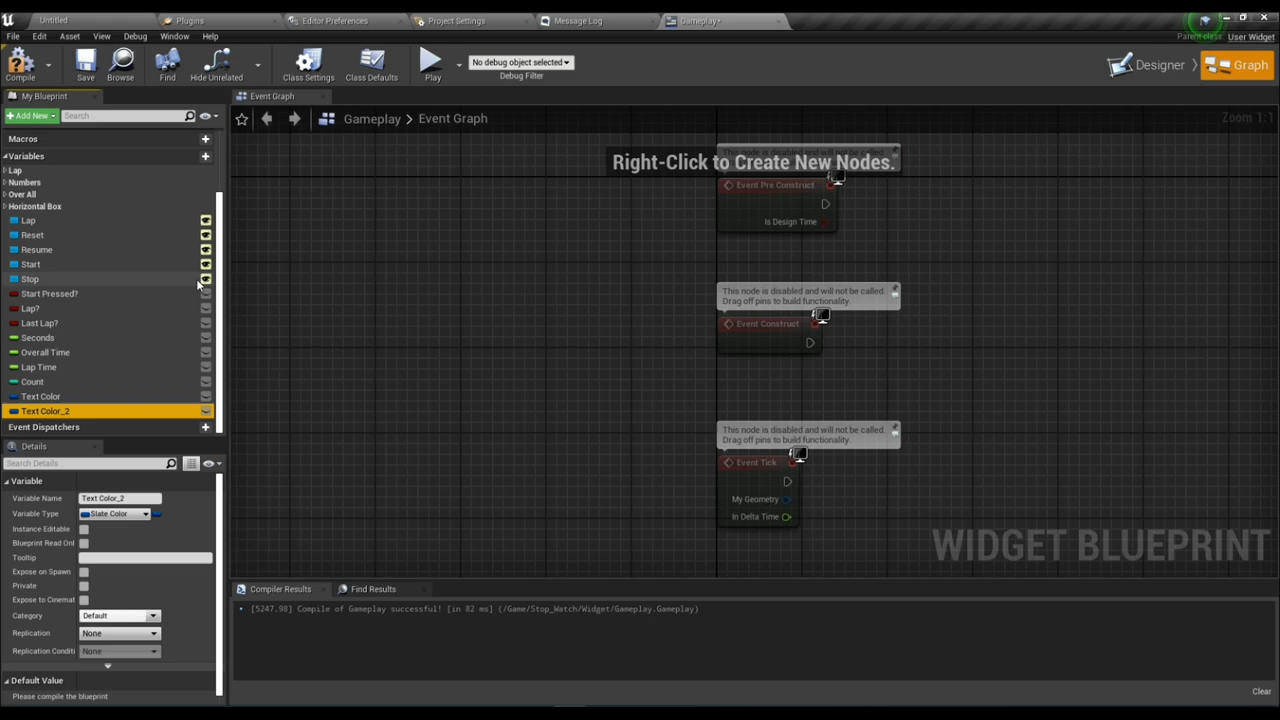 Untitled
Plugins
Editor Preferences
Project Settings
Message Log
Gameplay*
File Edit Asset View Debug Window Help
Parent class: User Widget
Compile
Save
Browse
Find
Hide Unrelated
Class Settings
Class Defaults
Play
No debug object selected
Debug Filter
Designer
Graph
My Blueprint
Event Graph
+Add New
Search
Gameplay > Event Graph
Zoom 1:1
Right-Click to Create New Nodes.
Macros
Variables
Lap
Numbers
Over All
Horizontal Box
Lap
Reset
Resume
Start
Stop
Start Pressed?
Lap?
Last Lap?
Seconds
Overall Time
Lap Time
Count
Text Color
Text Color_2
Event Dispatchers
This node is disabled and will not be called.
Event Pre Construct
Is Design Time
This node is disabled and will not be called.
Drag off pins to build functionality.
Event Construct
This node is disabled and will not be called.
Drag off pins to build functionality.
Event Tick
My Geometry
In Delta Time
WIDGET BLUEPRINT
Details
Search Details
Variable
Variable Name Text Color_2
Variable Type Slate Color
Instance Editable
Blueprint Read Onl
Tooltip
Expose on Spawn
Private
Expose to Cinemat
Category Default
Replication None
Replication Conditi None
Default Value
Please compile the blueprint
Compiler Results
Find Results
[5247.98] Compile of Gameplay successful! [in 82 ms] (/Game/Stop_Watch/Widget/Gameplay.Gameplay)
Clear